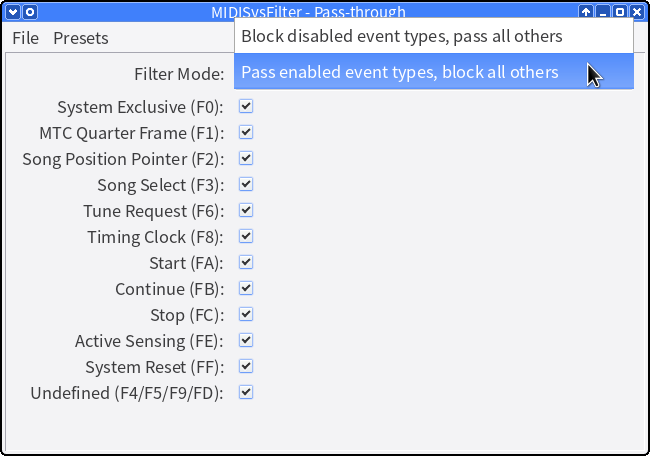 MIDISysFilter - Pass-through
File Presets
Block disabled event types, pass all others
Filter Mode: Pass enabled event types, block all others
System Exclusive (F0):
MTC Quarter Frame (F1):
Song Position Pointer (F2):
Song Select (F3):
Tune Request (F6):
Timing Clock (F8):
Start (FA):
Continue (FB):
Stop (FC):
Active Sensing (FE):
System Reset (FF):
Undefined (F4/F5/F9/FD):